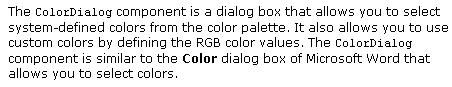 The ColorDialog component is a dialog box that allows you to select
system-defined colors from the color palette. It also allows you to use
custom colors by defining the RGB color values. The ColorDialog
component is similar to the Color dialog box of Microsoft Word that
allows you to select colors.